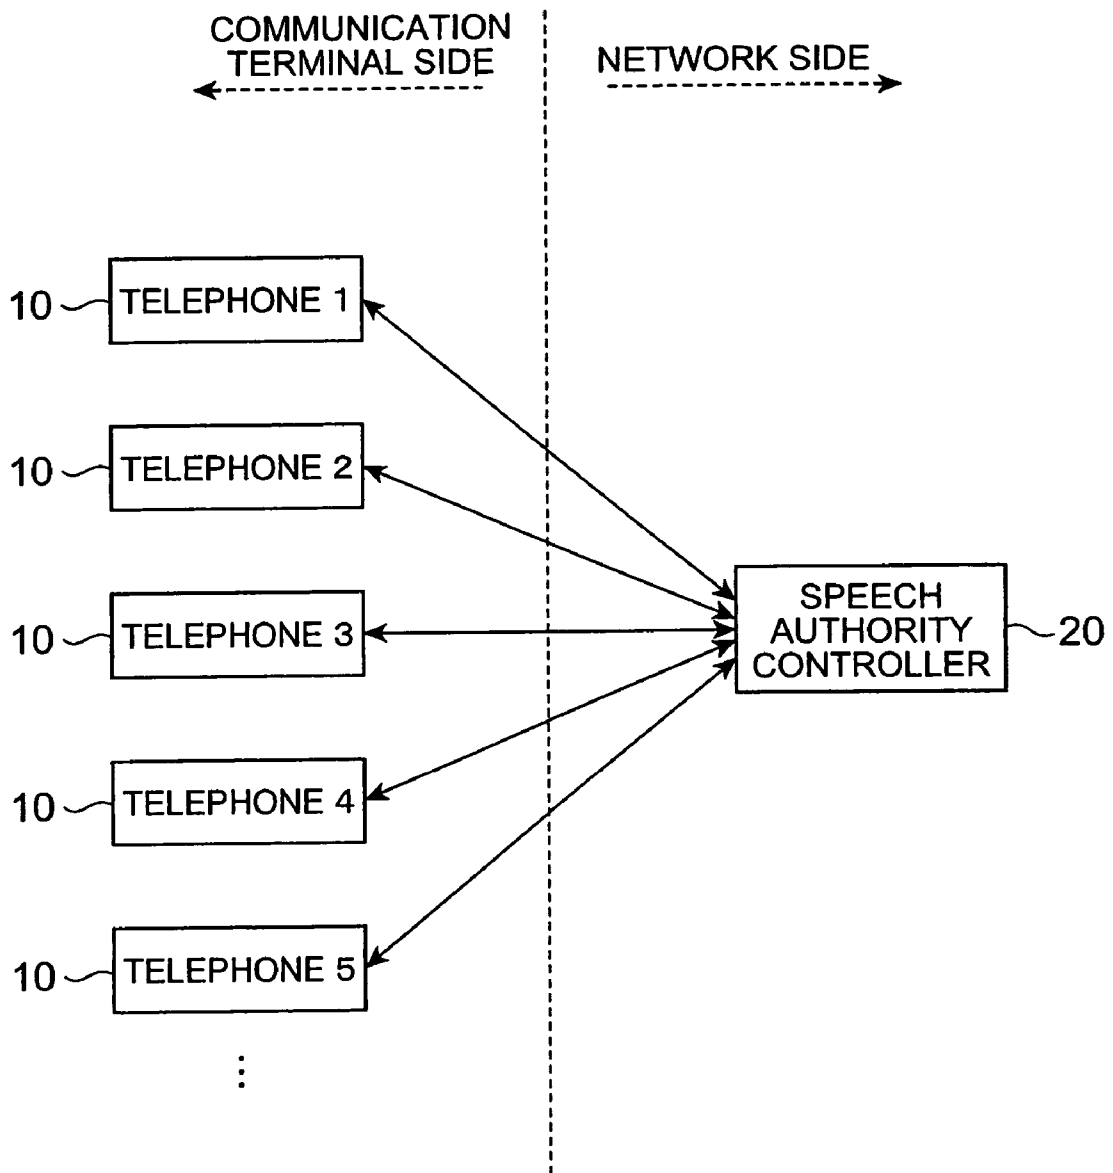 COMMUNICATION
TERMINAL SIDE
NETWORK SIDE
10
TELEPHONE 1
10
TELEPHONE 2
10
TELEPHONE 3
10
TELEPHONE 4
10
TELEPHONE 5
SPEECH
AUTHORITY
CONTROLLER
20